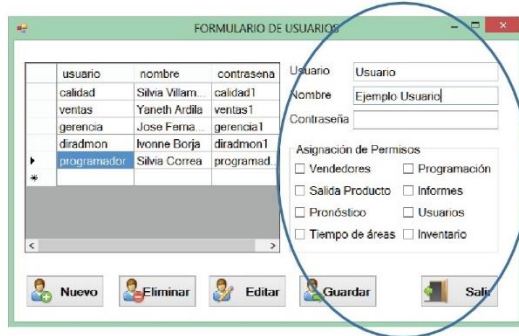 FORMULARIO DE USUARIOS
usuario nombre contrasena
calidad Silvia Villam... calidad1
ventas Yaneth Ardila ventas1
gerencia Jose Ferna... gerencia1
diradmon Ivonne Borja diradmon1
programador Silvia Correa programad...
Usuario Usuario
Nombre Ejemplo Usuario
Contraseña
Asignación de Permisos
Vendedores Programación
Salida Producto Informes
Pronóstico Usuarios
Tiempo de áreas Inventario
Nuevo Eliminar Editar Guardar Salir